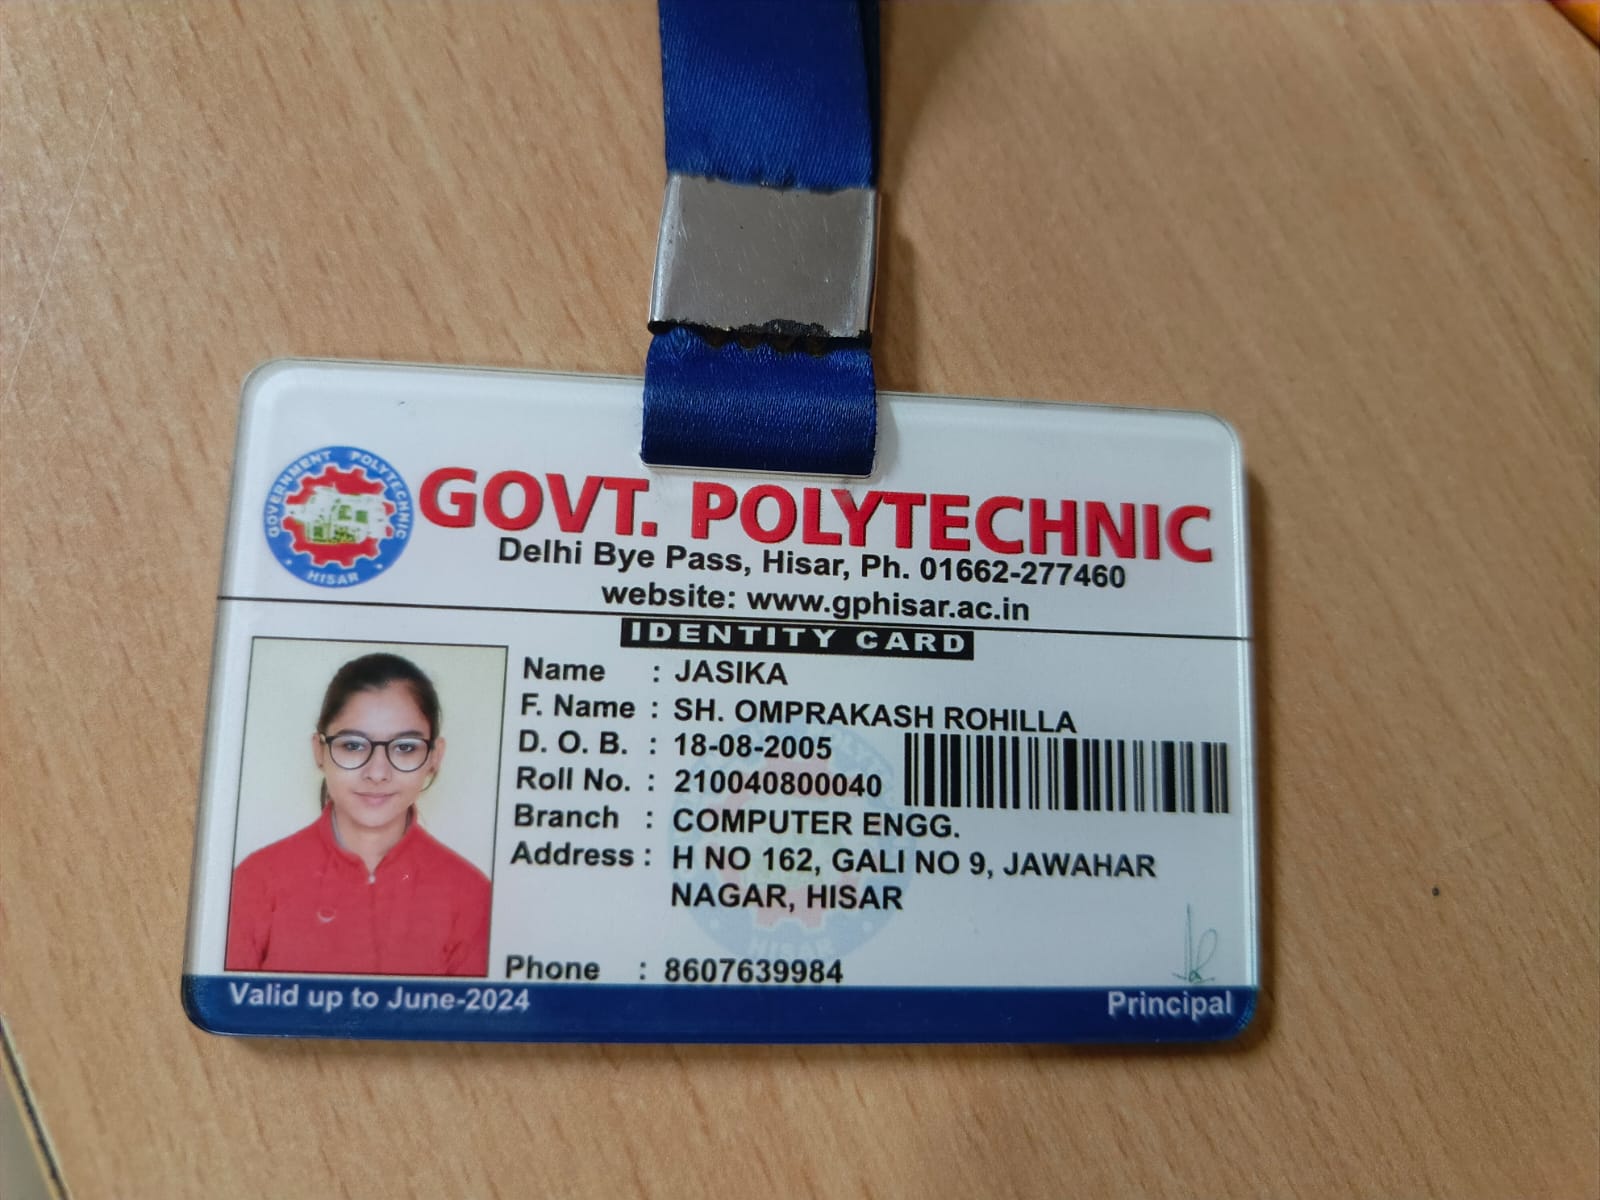 GOVERNMENT POLYTECHNIC
HISAR
GOVT. POLYTECHNIC
Delhi Bye Pass, Hisar, Ph. 01662-277460
website: www.gphisar.ac.in
IDENTITY CARD
Name : JASIKA
F. Name : SH. OMPRAKASH ROHILLA
D. O. B. : 18-08-2005
Roll No. : 210040800040
Branch : COMPUTER ENGG.
Address : H NO 162, GALI NO 9, JAWAHAR
NAGAR, HISAR
HISAR
Phone : 8607639984
Valid up to June-2024
Principal